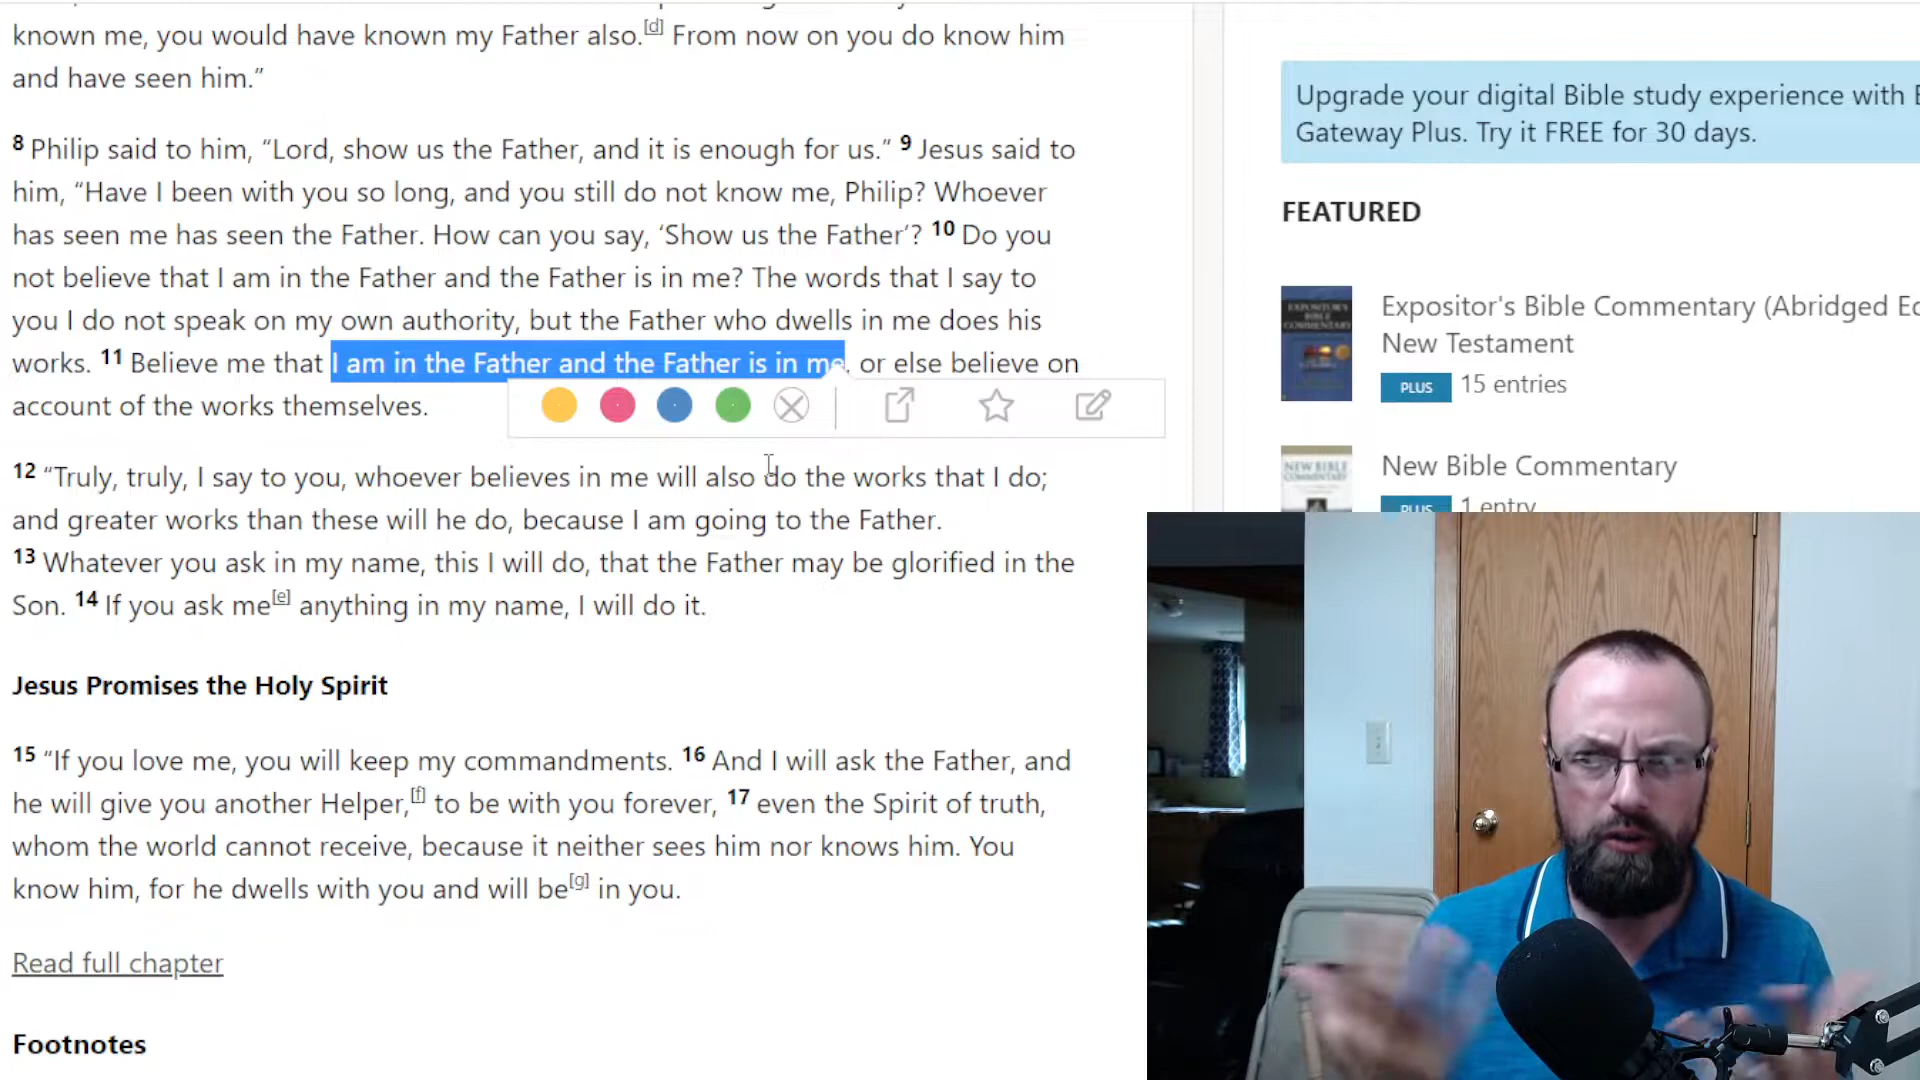 known me, you would have known my Father also.[d] From now on you do know him
and have seen him.”
8 Philip said to him, “Lord, show us the Father, and it is enough for us.” 9 Jesus said to
him, “Have I been with you so long, and you still do not know me, Philip? Whoever
has seen me has seen the Father. How can you say, ‘Show us the Father’? 10 Do you
not believe that I am in the Father and the Father is in me? The words that I say to
you I do not speak on my own authority, but the Father who dwells in me does his
works. 11 Believe me that I am in the Father and the Father is in me, or else believe on
account of the works themselves.
12 “Truly, truly, I say to you, whoever believes in me will also do the works that I do;
and greater works than these will he do, because I am going to the Father.
13 Whatever you ask in my name, this I will do, that the Father may be glorified in the
Son. 14 If you ask me[e] anything in my name, I will do it.
Jesus Promises the Holy Spirit
15 “If you love me, you will keep my commandments. 16 And I will ask the Father, and
he will give you another Helper,[f] to be with you forever, 17 even the Spirit of truth,
whom the world cannot receive, because it neither sees him nor knows him. You
know him, for he dwells with you and will be[g] in you.
Read full chapter
Footnotes
Upgrade your digital Bible study experience with
Gateway Plus. Try it FREE for 30 days.
FEATURED
EXPOSITOR'S
BIBLE
COMMENTARY
Expositor's Bible Commentary (Abridged
New Testament
PLUS 15 entries
NEW BIBLE
COMMENTARY
New Bible Commentary
PLUS 1 entry